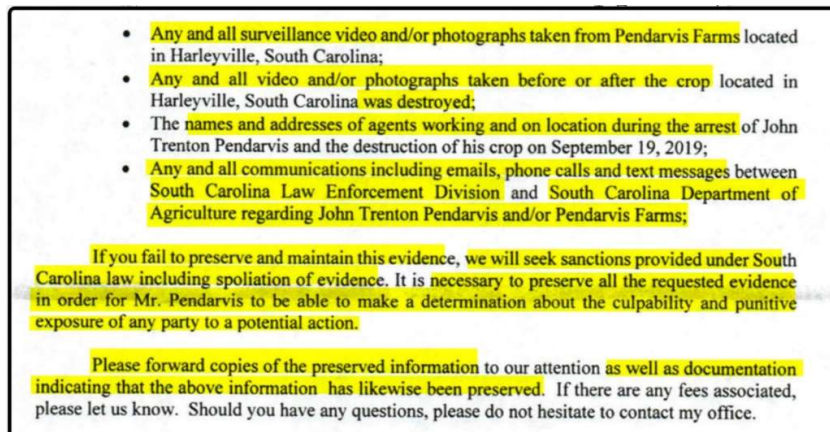 • Any and all surveillance video and/or photographs taken from Pendarvis Farms located
in Harleyville, South Carolina;
• Any and all video and/or photographs taken before or after the crop located in
Harleyville, South Carolina was destroyed;
• The names and addresses of agents working and on location during the arrest of John
Trenton Pendarvis and the destruction of his crop on September 19, 2019;
• Any and all communications including emails, phone calls and text messages between
South Carolina Law Enforcement Division and South Carolina Department of
Agriculture regarding John Trenton Pendarvis and/or Pendarvis Farms;
If you fail to preserve and maintain this evidence, we will seek sanctions provided under South
Carolina law including spoliation of evidence. It is necessary to preserve all the requested evidence
in order for Mr. Pendarvis to be able to make a determination about the culpability and punitive
exposure of any party to a potential action.
Please forward copies of the preserved information to our attention as well as documentation
indicating that the above information has likewise been preserved. If there are any fees associated,
please let us know. Should you have any questions, please do not hesitate to contact my office.